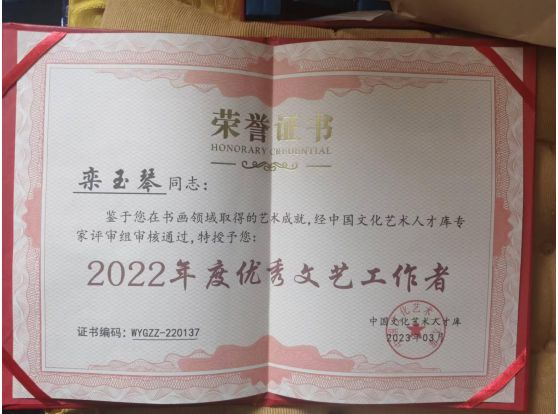 荣誉证书
HONORARY CREDENTIAL
栾玉琴同志：
鉴于您在书画领域取得的艺术成就，经中国文化艺术人才库专
家评审组审核通过，特授予您：
2022年度优秀文艺工作者
证书编码：WYGZZ-220137
中国文化艺术人才库
2023年03月